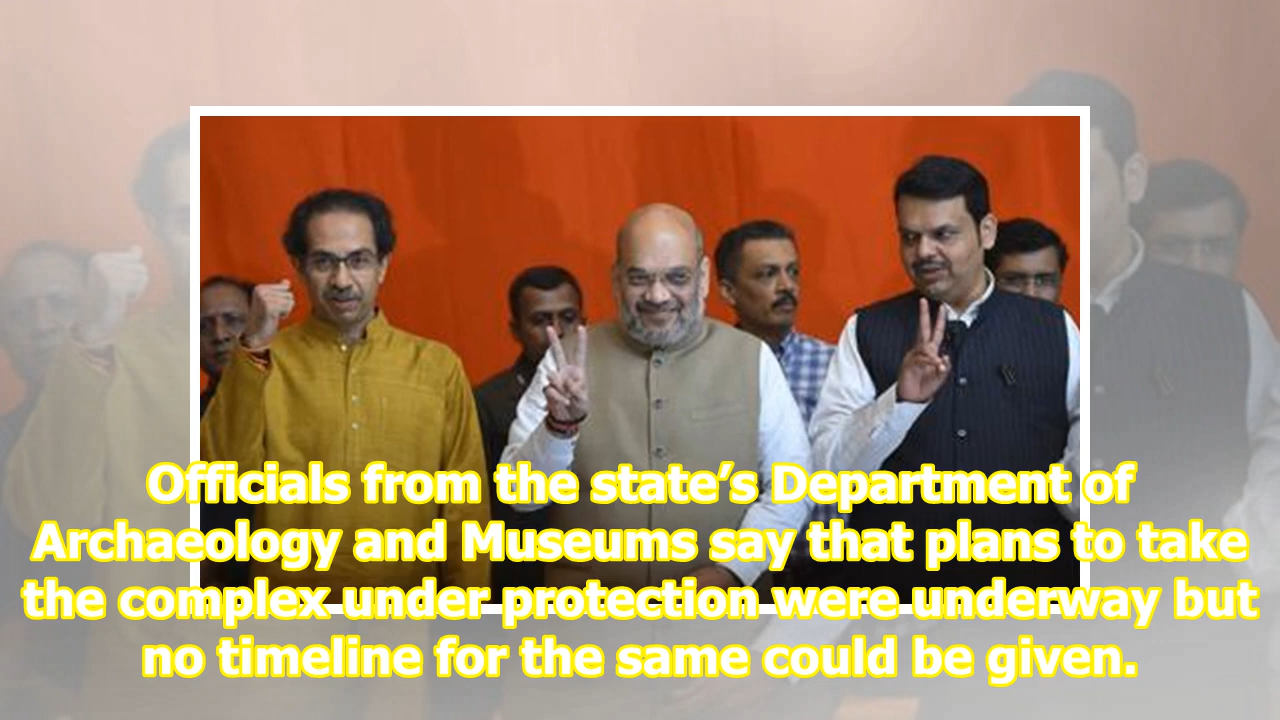 Officials from the state’s Department of
Archaeology and Museums say that plans to take
the complex under protection were underway but
no timeline for the same could be given.